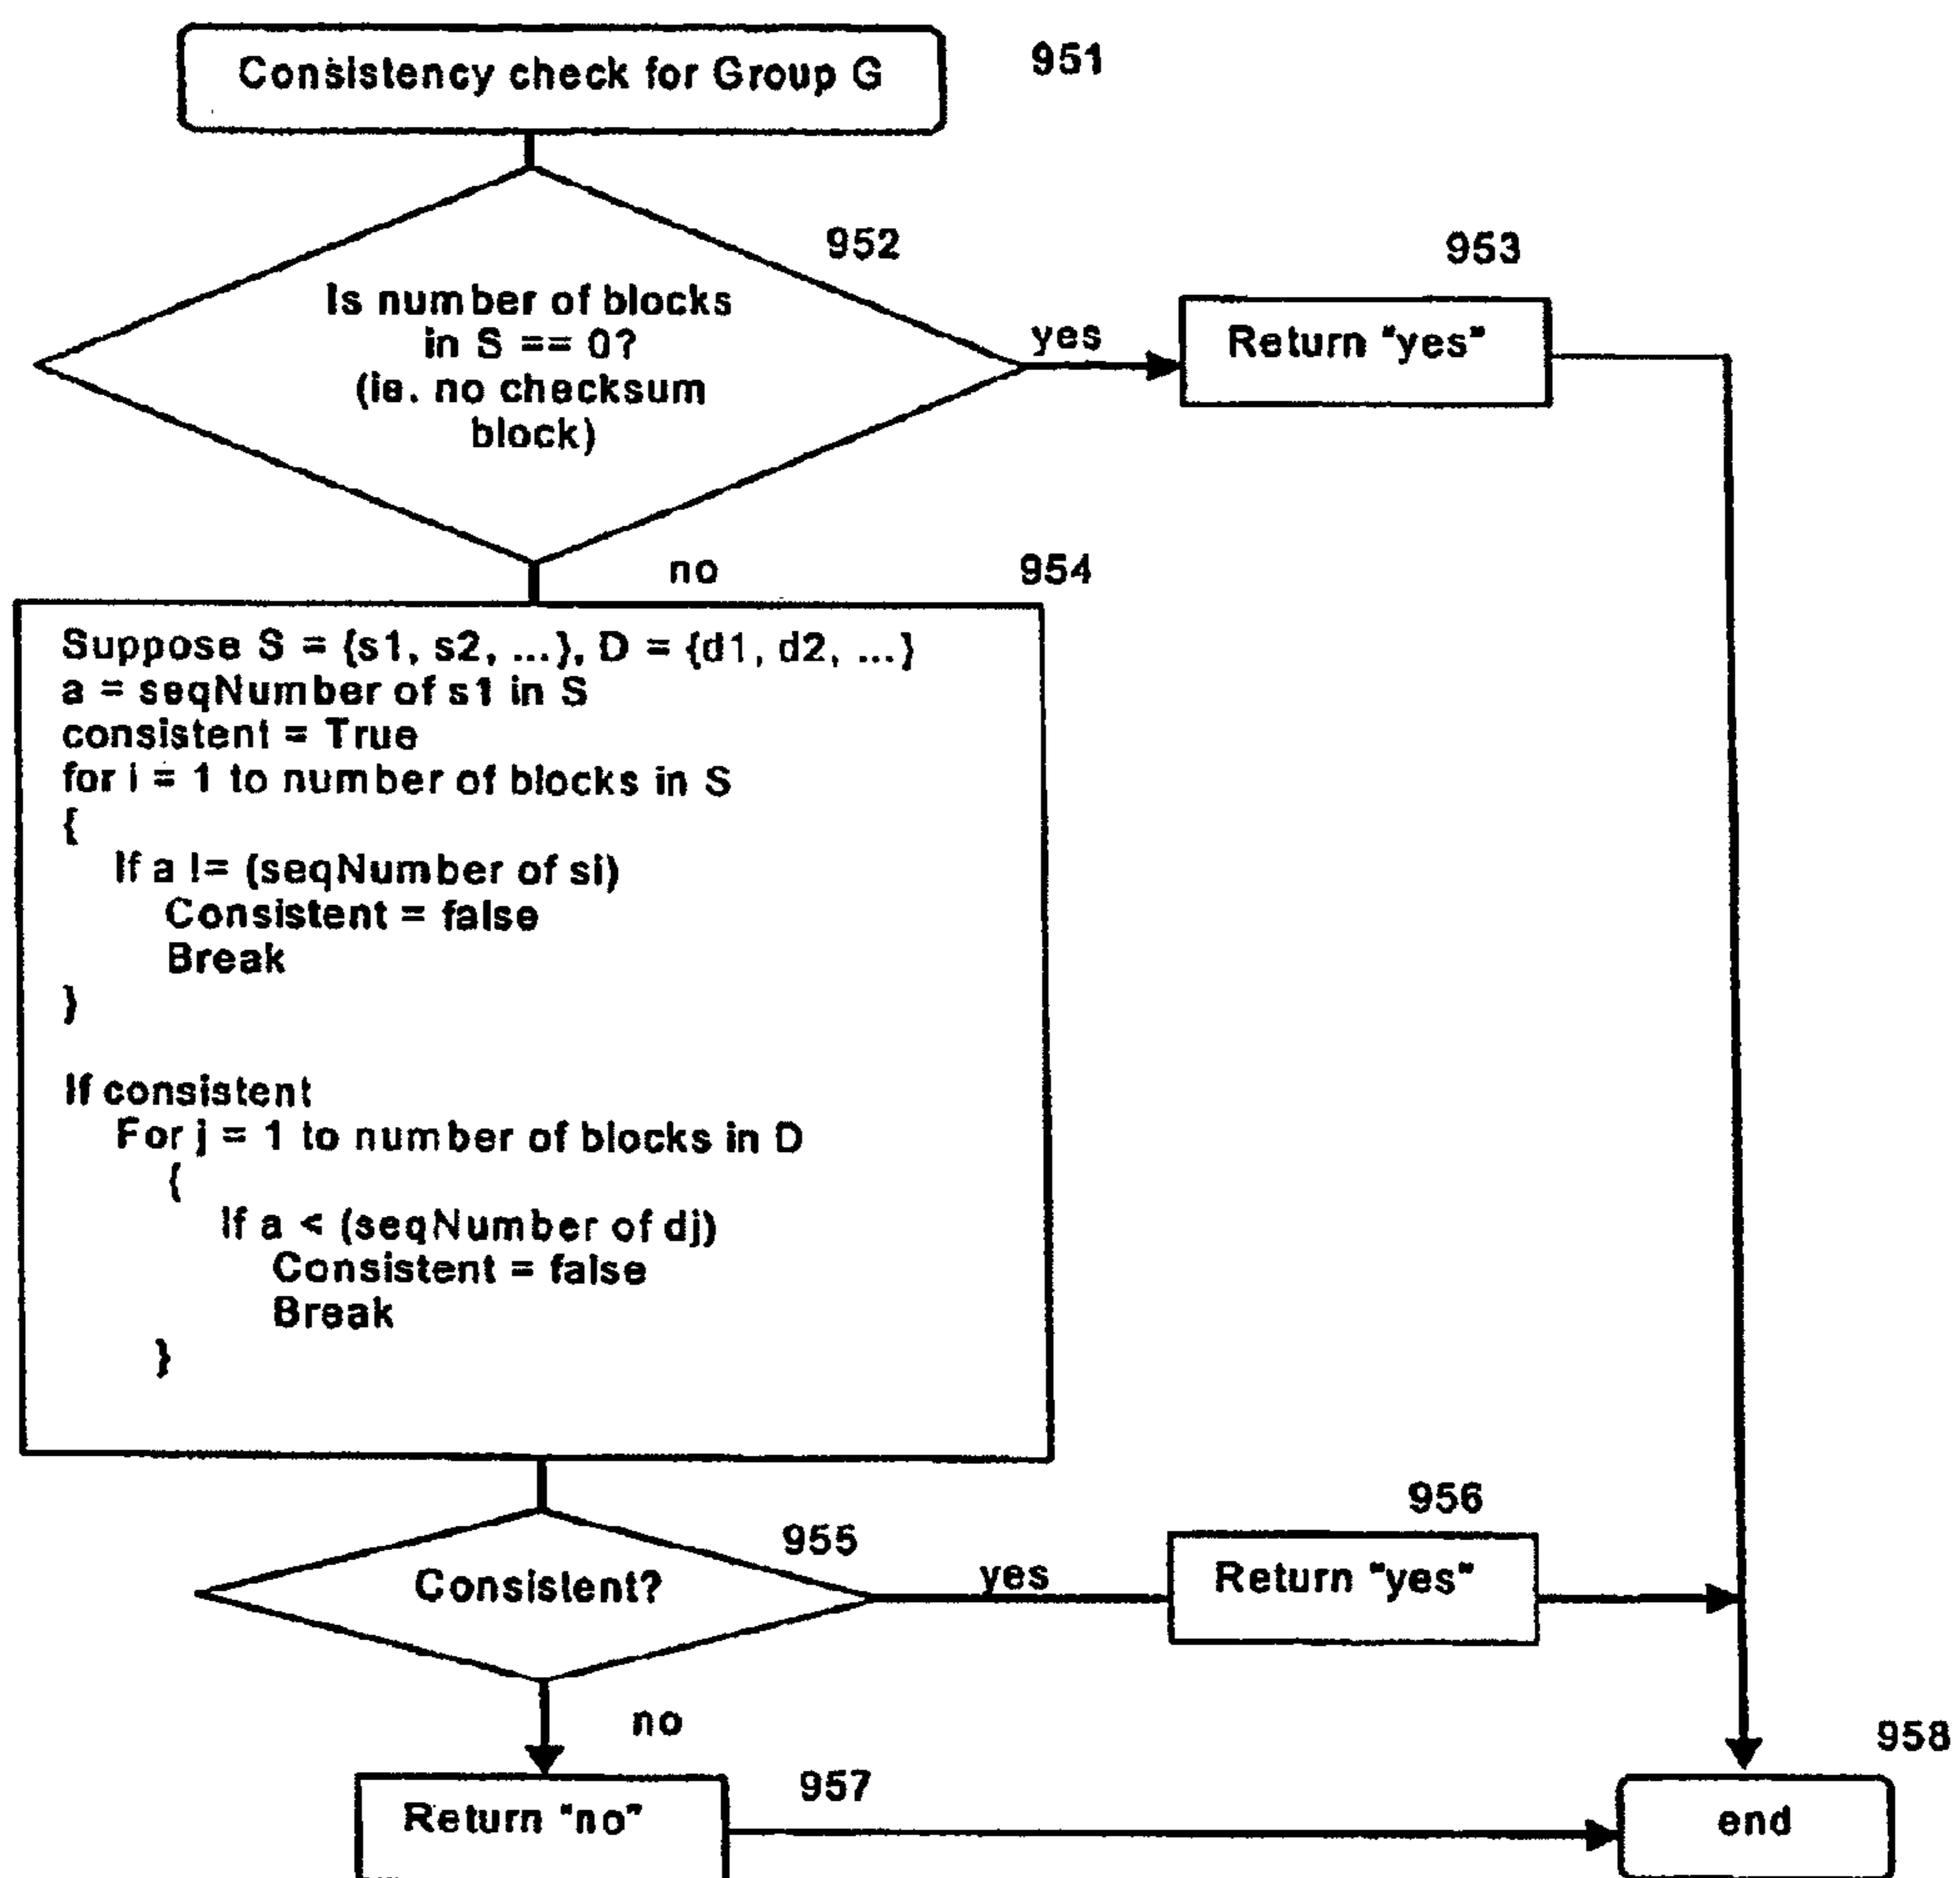 Consistency check for Group G
951
952
Is number of blocks
in S == 0?
(ie. no checksum
block)
yes
953
Return "yes"
no
954
Suppose S = {s1, s2, ...}, D = {d1, d2, ...}
a = seqNumber of s1 in S
consistent = True
for i = 1 to number of blocks in S
{
If a != (seqNumber of si)
Consistent = false
Break
}
If consistent
For j = 1 to number of blocks in D
{
If a < (seqNumber of dj)
Consistent = false
Break
}
955
Consistent?
yes
956
Return "yes"
no
957
Return "no"
958
end